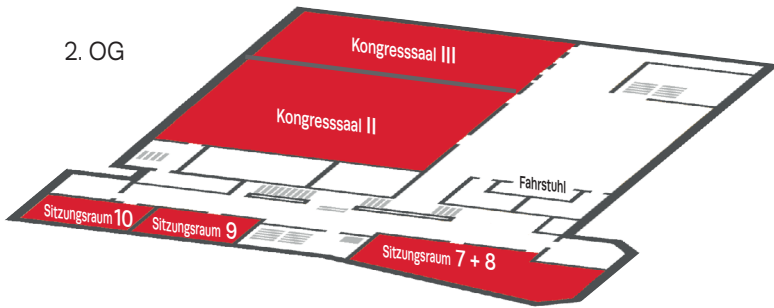 2. OG
Kongresssaal III
Kongresssaal II
Fahrstuhl
Sitzungsraum 10
Sitzungsraum 9
Sitzungsraum 7 + 8